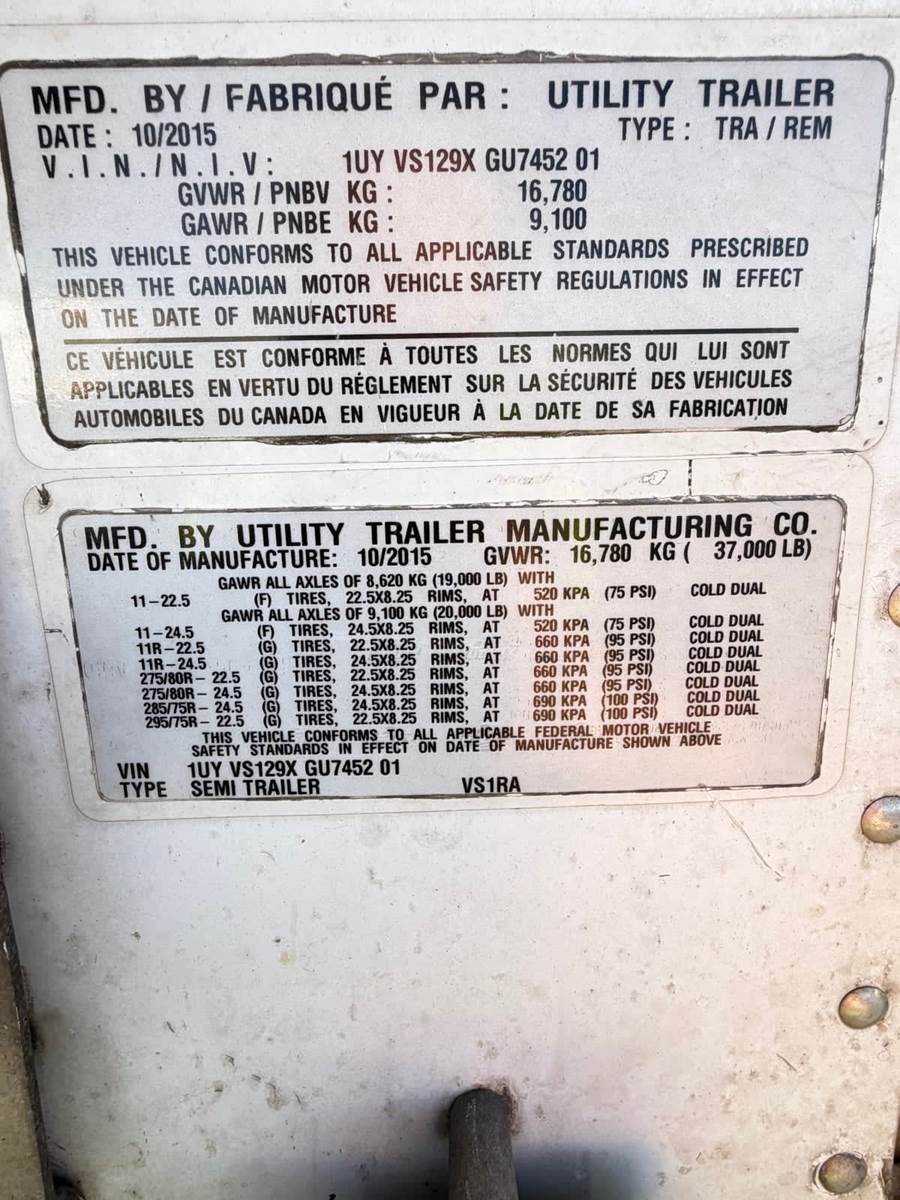 MFD. BY / FABRIQUÉ PAR : UTILITY TRAILER
DATE : 10/2015 TYPE : TRA / REM
V.I.N./N.I.V: 1UY VS129X GU7452 01
GVWR / PNBV KG : 16,780
GAWR / PNBE KG : 9,100
THIS VEHICLE CONFORMS TO ALL APPLICABLE STANDARDS PRESCRIBED
UNDER THE CANADIAN MOTOR VEHICLE SAFETY REGULATIONS IN EFFECT
ON THE DATE OF MANUFACTURE
CE VÉHICULE EST CONFORME À TOUTES LES NORMES QUI LUI SONT
APPLICABLES EN VERTU DU RÉGLEMENT SUR LA SÉCURITÉ DES VEHICULES
AUTOMOBILES DU CANADA EN VIGUEUR À LA DATE DE SA FABRICATION
MFD. BY UTILITY TRAILER MANUFACTURING CO.
DATE OF MANUFACTURE: 10/2015 GVWR: 16,780 KG ( 37,000 LB)
GAWR ALL AXLES OF 8,620 KG (19,000 LB) WITH
11-22.5 (F) TIRES, 22.5X8.25 RIMS, AT 520 KPA (75 PSI) COLD DUAL
GAWR ALL AXLES OF 9,100 KG (20,000 LB) WITH
11-24.5 (F) TIRES, 24.5X8.25 RIMS, AT 520 KPA (75 PSI) COLD DUAL
11R-22.5 (G) TIRES, 22.5X8.25 RIMS, AT 660 KPA (95 PSI) COLD DUAL
11R-24.5 (G) TIRES, 24.5X8.25 RIMS, AT 660 KPA (95 PSI) COLD DUAL
275/80R- 22.5 (G) TIRES, 22.5X8.25 RIMS, AT 660 KPA (95 PSI) COLD DUAL
275/80R- 24.5 (G) TIRES, 24.5X8.25 RIMS, AT 660 KPA (95 PSI) COLD DUAL
285/75R- 24.5 (G) TIRES, 24.5X8.25 RIMS, AT 690 KPA (100 PSI) COLD DUAL
295/75R- 22.5 (G) TIRES, 22.5X8.25 RIMS, AT 690 KPA (100 PSI) COLD DUAL
THIS VEHICLE CONFORMS TO ALL APPLICABLE FEDERAL MOTOR VEHICLE
SAFETY STANDARDS IN EFFECT ON DATE OF MANUFACTURE SHOWN ABOVE
VIN 1UY VS129X GU7452 01
TYPE SEMI TRAILER VS1RA